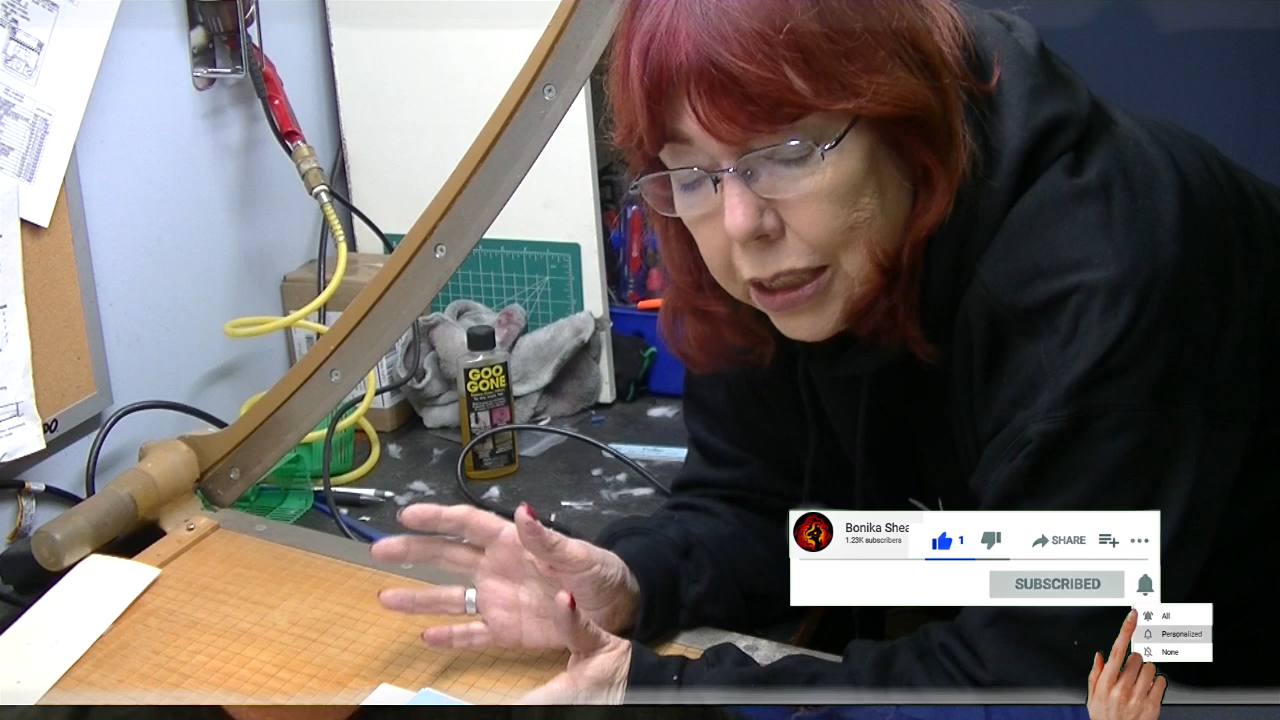 GOO
GONE
Bonika Shea
1.23K subscribers
1
SHARE
SUBSCRIBED
All
Personalized
None